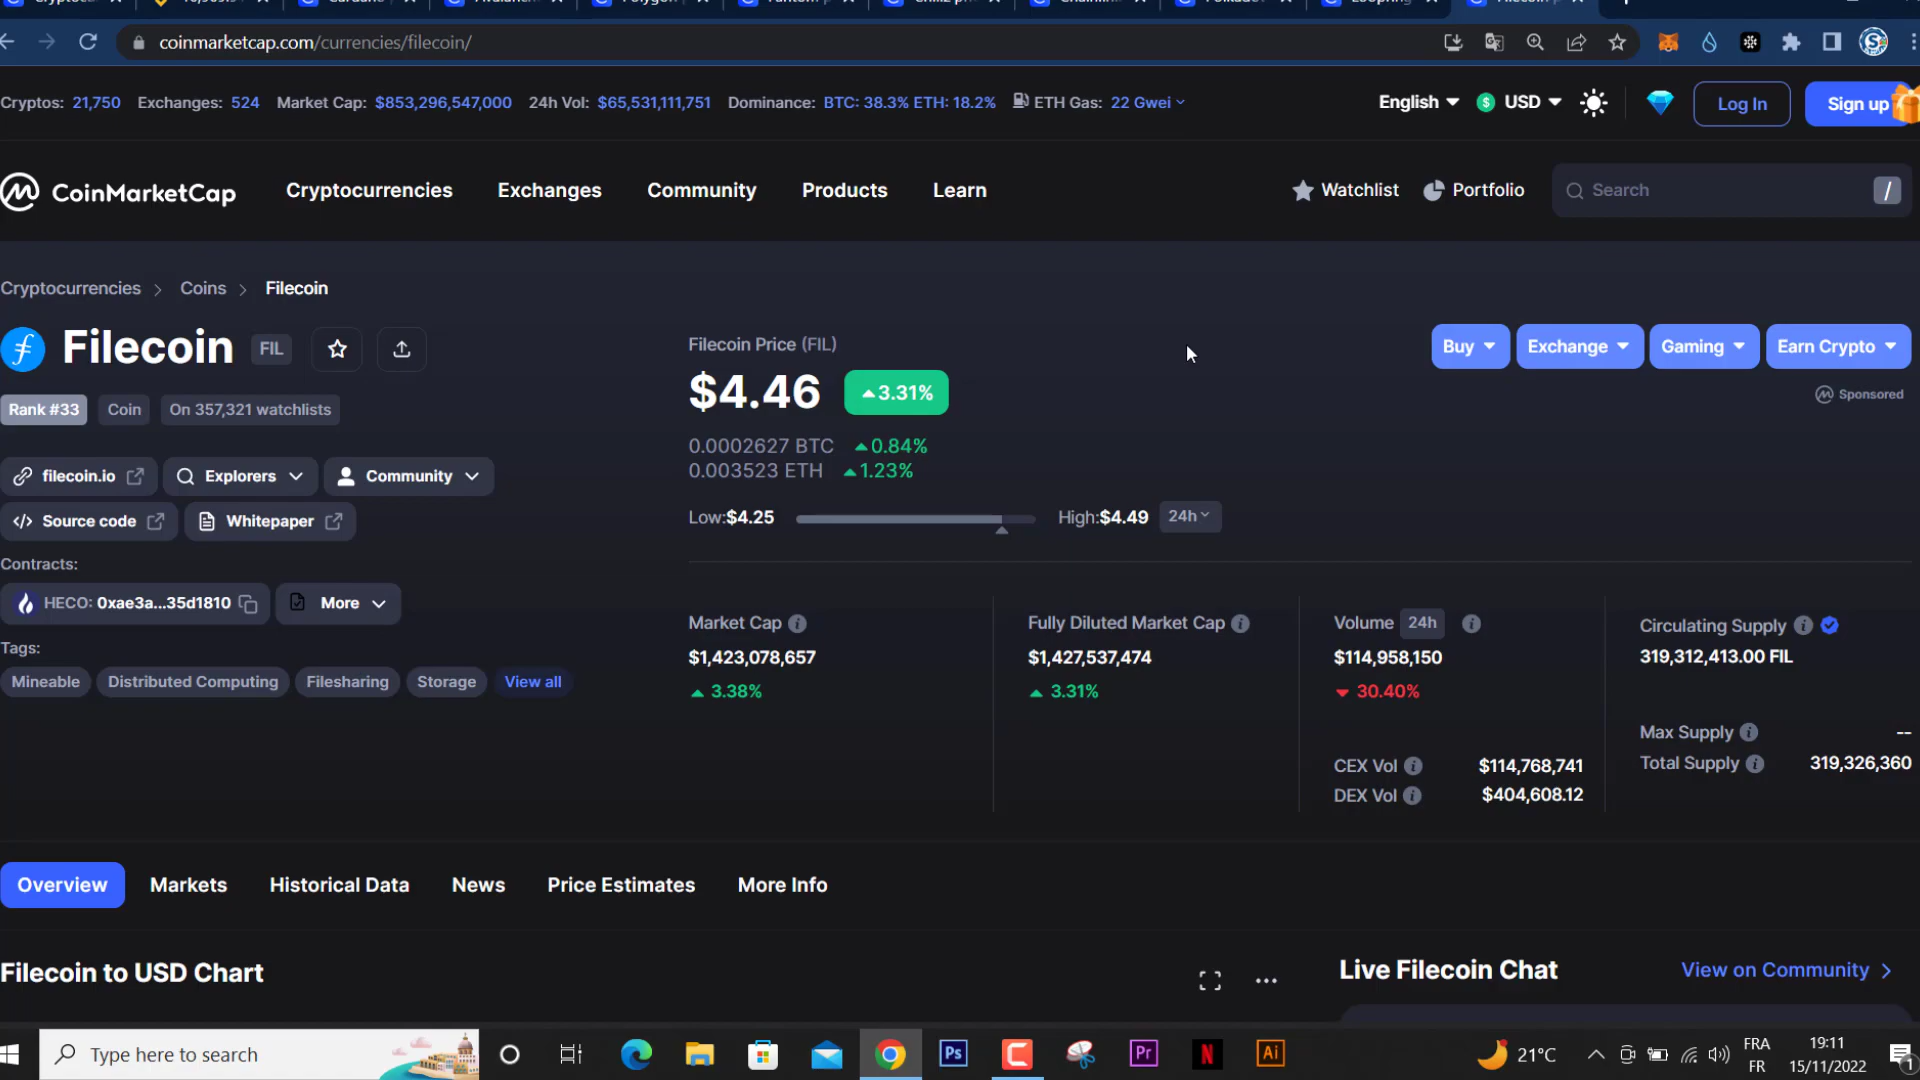 coinmarketcap.com/currencies/filecoin/
Cryptos: 21,750 Exchanges: 524 Market Cap: $853,296,547,000 24h Vol: $65,531,111,751 Dominance: BTC: 38.3% ETH: 18.2% ETH Gas: 22 Gwei
English $ USD Log In Sign up
CoinMarketCap Cryptocurrencies Exchanges Community Products Learn Watchlist Portfolio Search /
Cryptocurrencies > Coins > Filecoin
Filecoin FIL
Rank #33 Coin On 357,321 watchlists
filecoin.io Explorers Community
Source code Whitepaper
Contracts:
HECO: 0xae3a...35d1810 More
Tags:
Mineable Distributed Computing Filesharing Storage View all
Filecoin Price (FIL)
$4.46 3.31%
0.0002627 BTC 0.84%
0.003523 ETH 1.23%
Low:$4.25 High:$4.49 24h
Buy Exchange Gaming Earn Crypto
Sponsored
Market Cap
$1,423,078,657
3.38%
Fully Diluted Market Cap
$1,427,537,474
3.31%
Volume 24h
$114,958,150
30.40%
CEX Vol $114,768,741
DEX Vol $404,608.12
Circulating Supply
319,312,413.00 FIL
Max Supply --
Total Supply 319,326,360
Overview Markets Historical Data News Price Estimates More Info
Filecoin to USD Chart
Live Filecoin Chat View on Community >
Type here to search
Ps Pr N Ai
21°C
FRA
FR
19:11
15/11/2022
1